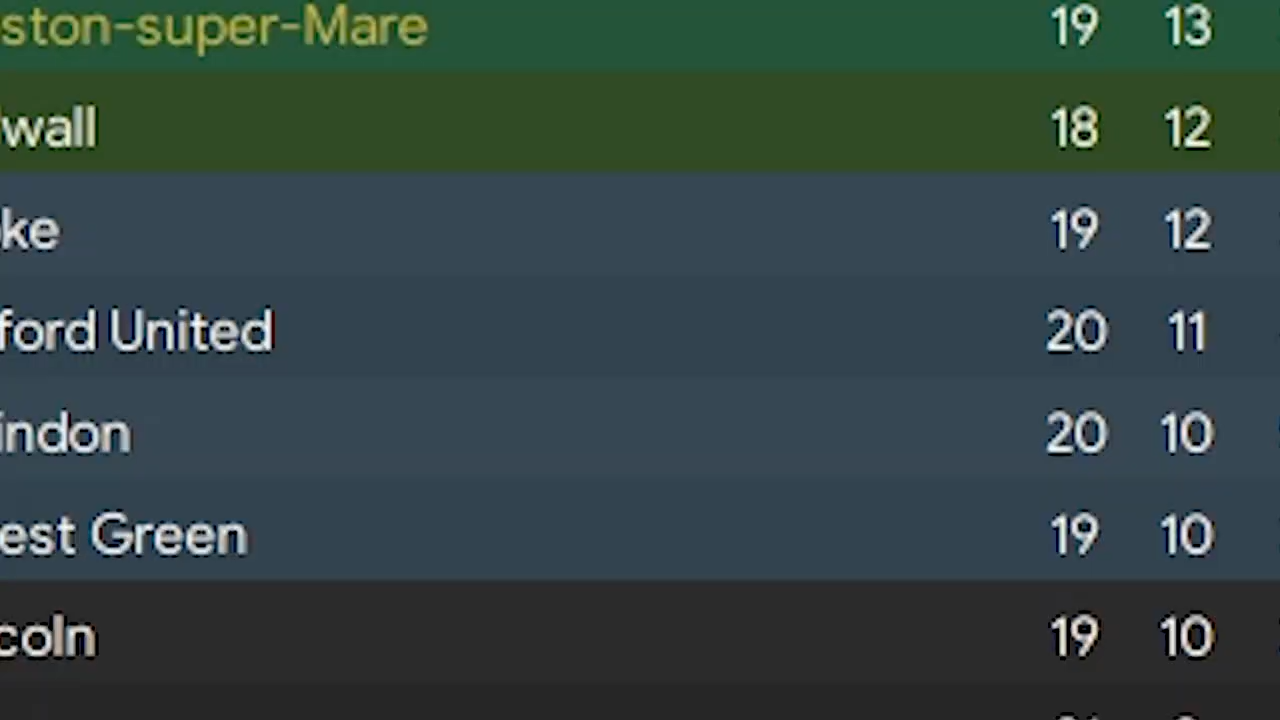 ston-super-Mare 19 13
wall 18 12
ke 19 12
ford United 20 11
indon 20 10
est Green 19 10
coln 19 10